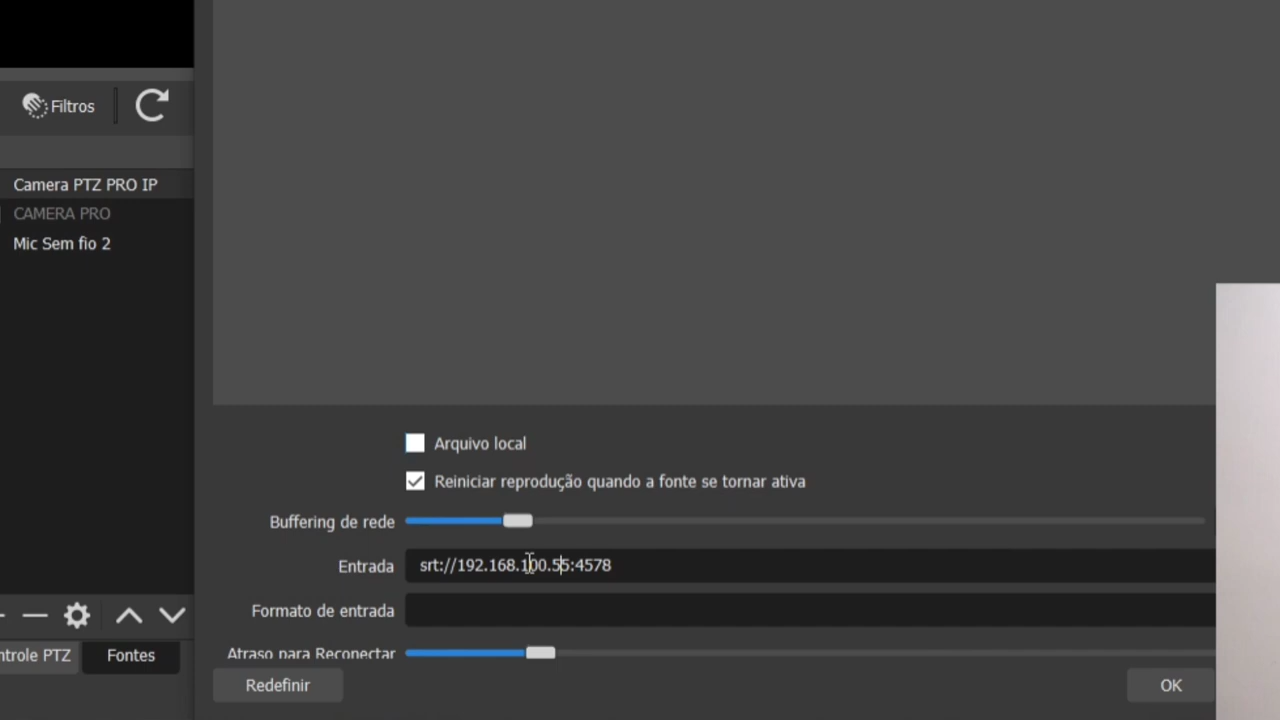 Filtros
Camera PTZ PRO IP
CAMERA PRO
Mic Sem fio 2
ntrole PTZ
Fontes
Arquivo local
Reiniciar reprodução quando a fonte se tornar ativa
Buffering de rede
Entrada srt://192.168.100.55:4578
Formato de entrada
Atraso para Reconectar
Redefinir
OK